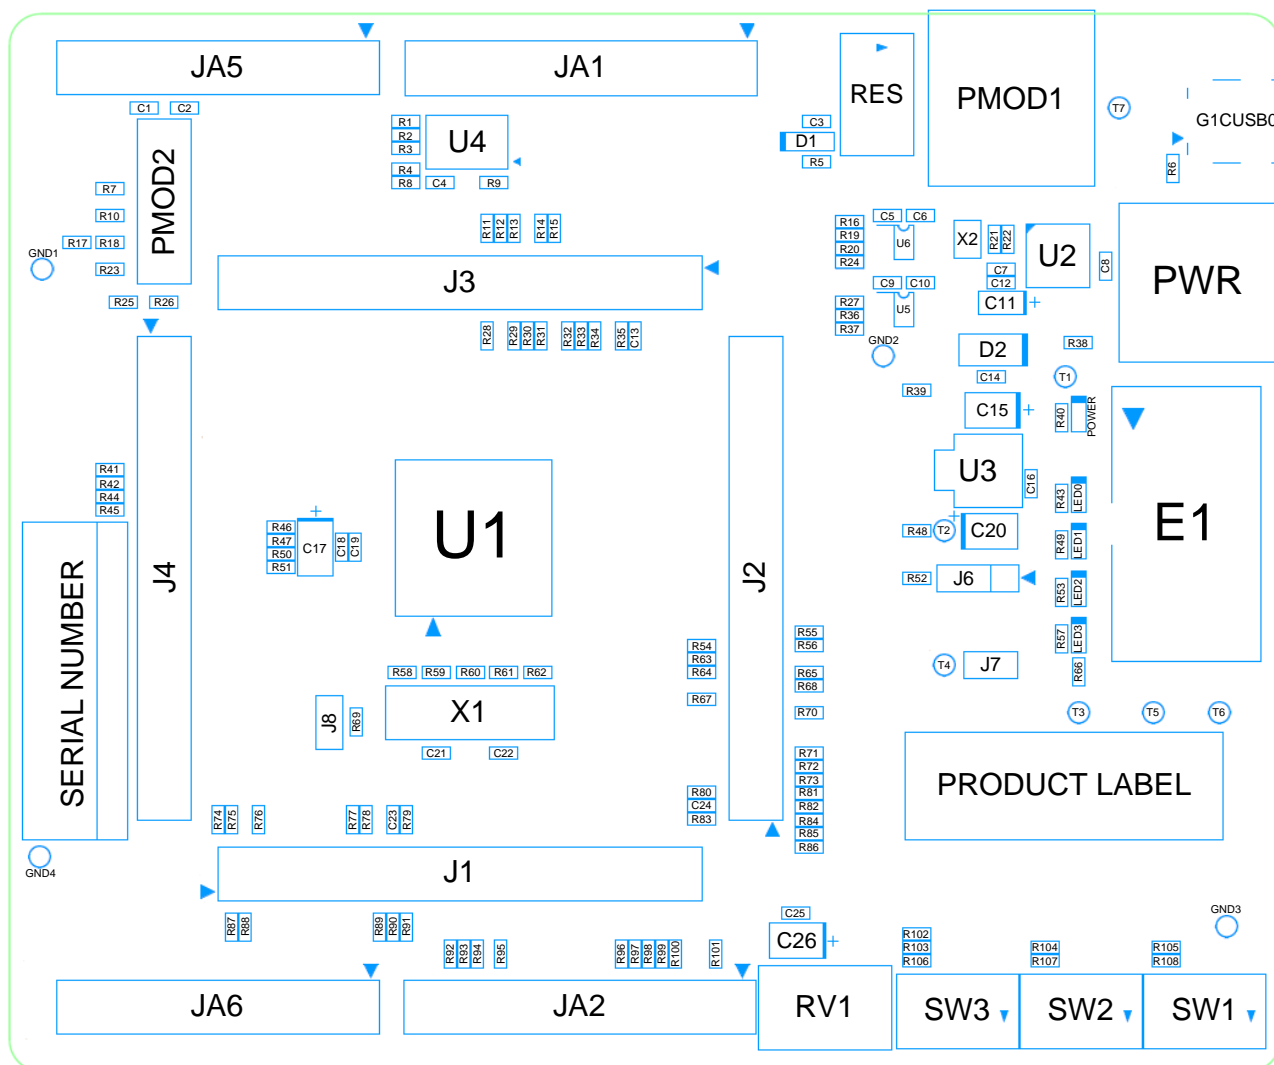 JA5
JA1
RES
PMOD1
T7
G1CUSB0
C1
C2
R1
R2
R3
U4
C3
D1
R5
R6
R4
R8
C4
R9
PMOD2
R7
R10
R17
R18
R23
GND1
R25
R26
R11
R12
R13
R14
R15
R16
R19
R20
R24
C5
C6
U6
X2
R21
R22
U2
C8
PWR
C7
C12
C11
J3
C9
C10
U5
R27
R36
R37
GND2
D2
R38
C14
T1
R28
R29
R30
R31
R32
R33
R34
R35
C13
R39
C15
R40
POWER
U3
C16
R43
LED0
E1
R41
R42
R44
R45
J4
U1
J2
R46
R47
R50
R51
C17
C18
C19
R48
T2
C20
R49
LED1
R52
J6
R53
LED2
SERIAL NUMBER
R54
R63
R64
R67
R55
R56
R65
R68
R70
R57
LED3
T4
J7
R66
R58
R59
R60
R61
R62
J8
R69
X1
C21
C22
T3
T5
T6
PRODUCT LABEL
R71
R72
R73
R81
R82
R84
R85
R86
R80
C24
R83
R74
R75
R76
R77
R78
C23
R79
J1
GND4
R87
R88
R89
R90
R91
R92
R93
R94
R95
R96
R97
R98
R99
R100
R101
C25
C26
R102
R103
R106
R104
R107
R105
R108
GND3
JA6
JA2
RV1
SW3
SW2
SW1